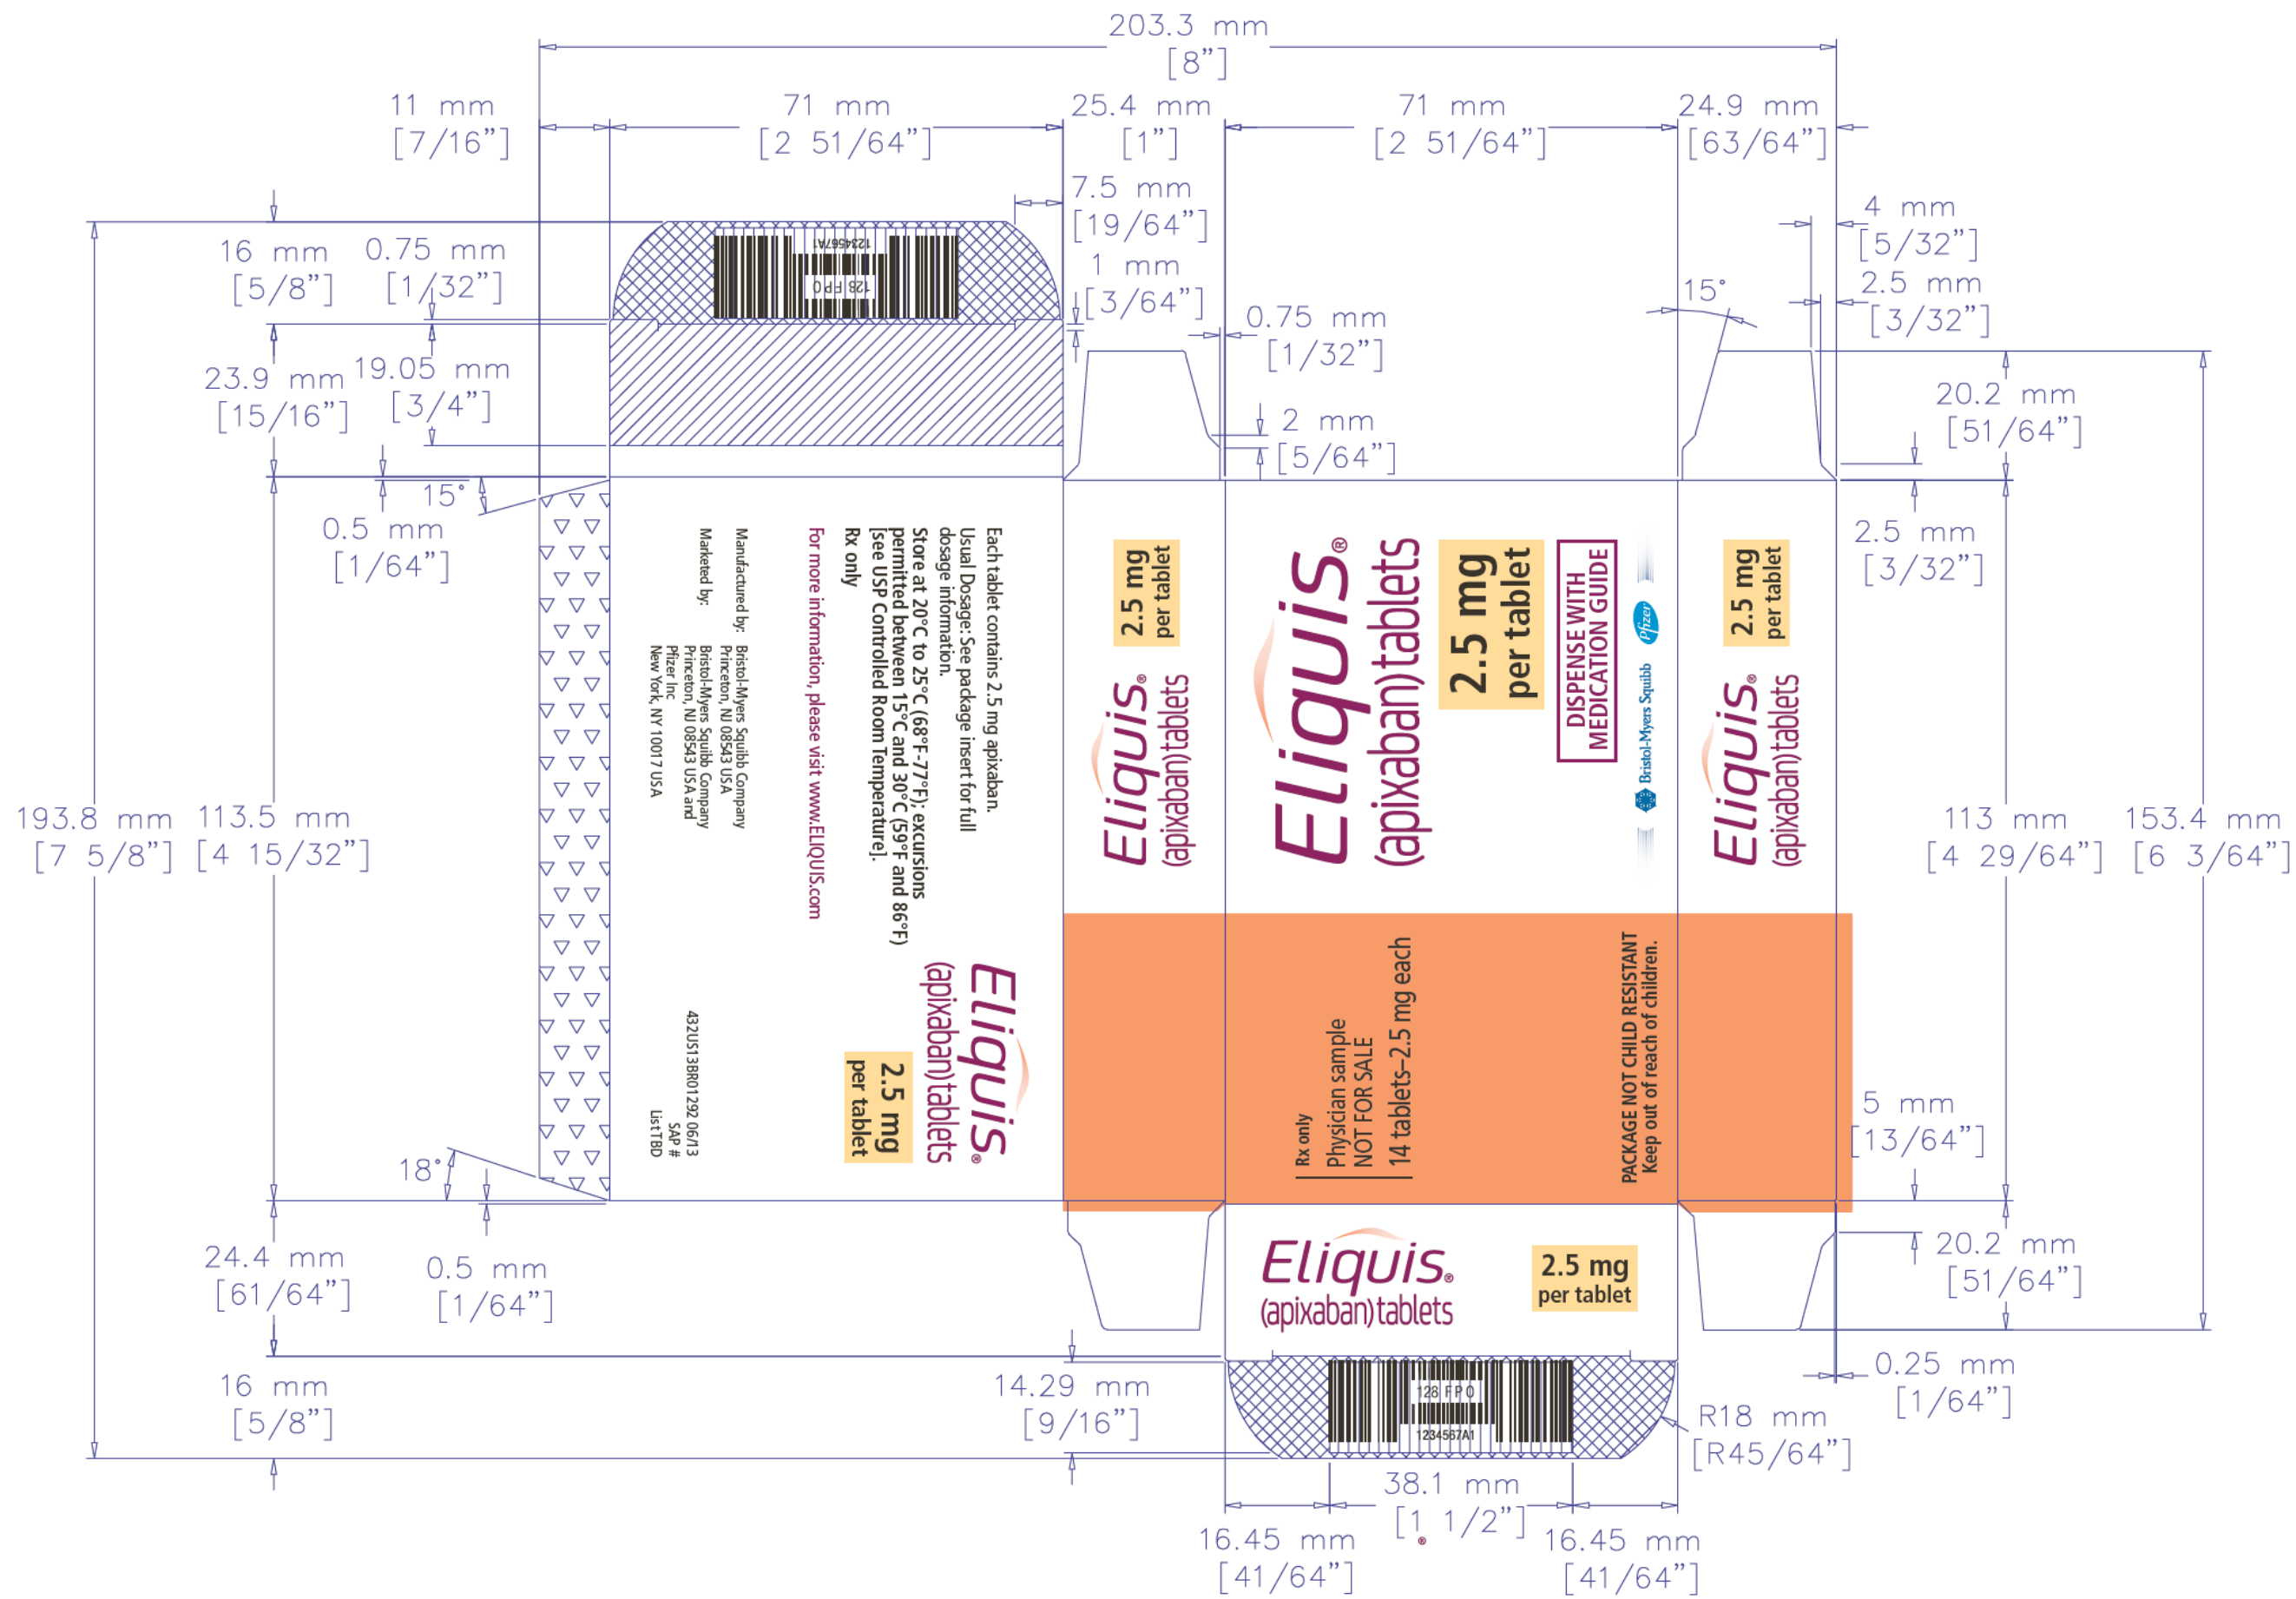 203.3 mm
[8”]
11 mm
[7/16”]
71 mm
[2 51/64”]
25.4 mm
[1”]
71 mm
[2 51/64”]
24.9 mm
[63/64”]
7.5 mm
[19/64”]
4 mm
[5/32”]
16 mm
[5/8”]
0.75 mm
[1/32”]
1 mm
[3/64”]
15°
2.5 mm
[3/32”]
0.75 mm
[1/32”]
23.9 mm
[15/16”]
19.05 mm
[3/4”]
2 mm
[5/64”]
20.2 mm
[51/64”]
15°
0.5 mm
[1/64”]
2.5 mm
[3/32”]
193.8 mm
[7 5/8”]
113.5 mm
[4 15/32”]
113 mm
[4 29/64”]
153.4 mm
[6 3/64”]
18°
5 mm
[13/64”]
24.4 mm
[61/64”]
0.5 mm
[1/64”]
20.2 mm
[51/64”]
16 mm
[5/8”]
14.29 mm
[9/16”]
0.25 mm
[1/64”]
R18 mm
[R45/64”]
38.1 mm
[1 1/2”]
®
16.45 mm
[41/64”]
16.45 mm
[41/64”]
128 FPO
1234567A1
Each tablet contains 2.5 mg apixaban.
Usual Dosage: See package insert for full
dosage information.
Store at 20°C to 25°C (68°F-77°F); excursions
permitted between 15°C and 30°C (59°F and 86°F)
[see USP Controlled Room Temperature].
Rx only
For more information, please visit www.ELIQUIS.com
Manufactured by: Bristol-Myers Squibb Company
Princeton, NJ 08543 USA
Marketed by: Bristol-Myers Squibb Company
Princeton, NJ 08543 USA and
Pfizer Inc
New York, NY 10017 USA
Eliquis®
(apixaban) tablets
2.5 mg
per tablet
432US13BR01292 06/13
SAP #
List TBD
Eliquis®
(apixaban) tablets
2.5 mg
per tablet
Eliquis®
(apixaban) tablets
2.5 mg
per tablet
DISPENSE WITH
MEDICATION GUIDE
Bristol-Myers Squibb Pfizer
Rx only
Physician sample
NOT FOR SALE
14 tablets–2.5 mg each
PACKAGE NOT CHILD RESISTANT
Keep out of reach of children.
Eliquis®
(apixaban) tablets
2.5 mg
per tablet
Eliquis®
(apixaban) tablets
2.5 mg
per tablet
128 FPO
1234567A1